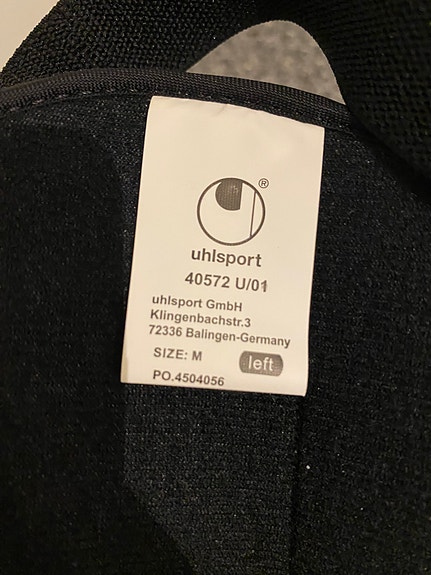 ®
uhlsport
40572 U/01
uhlsport GmbH
Klingenbachstr.3
72336 Balingen-Germany
SIZE: M left
PO.4504056